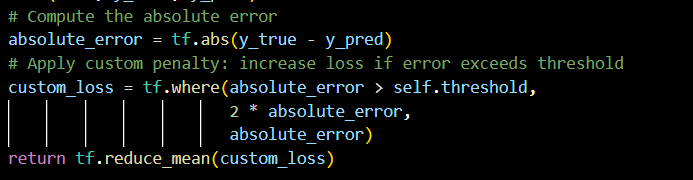 # Compute the absolute error
absolute_error = tf.abs(y_true - y_pred)
# Apply custom penalty: increase loss if error exceeds threshold
custom_loss = tf.where(absolute_error > self.threshold,
2 * absolute_error,
absolute_error)
return tf.reduce_mean(custom_loss)